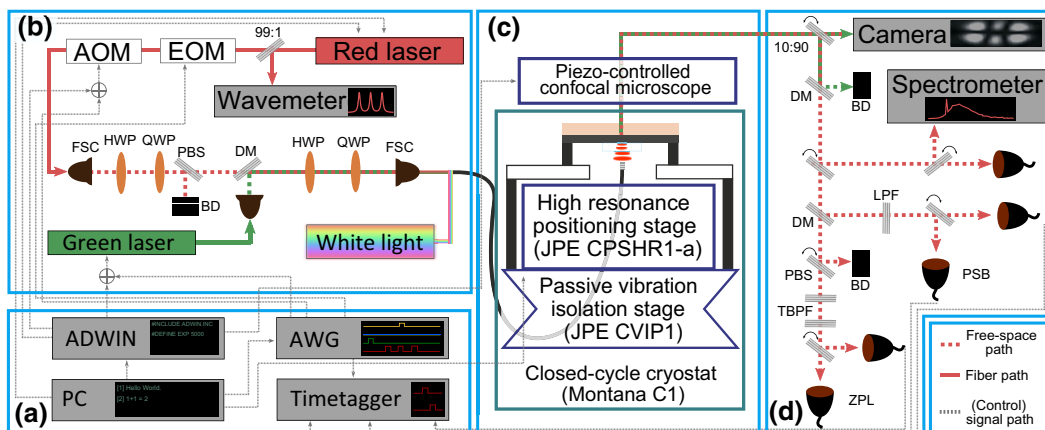 (b)
AOM
EOM
99:1
Red laser
Wavemeter
FSC
HWP
QWP
PBS
DM
HWP
QWP
FSC
BD
Green laser
White light
(a)
ADWIN
#INCLUDE ADWIN.INC
#DEFINE EXP 5000
AWG
PC
[1] Hello World.
[2] 1+1 = 2
Timetagger
(c)
Piezo-controlled
confocal microscope
High resonance
positioning stage
(JPE CPSHR1-a)
Passive vibration
isolation stage
(JPE CVIP1)
Closed-cycle cryostat
(Montana C1)
(d)
10:90
Camera
DM
BD
Spectrometer
DM
LPF
PSB
PBS
BD
TBPF
ZPL
Free-space
path
Fiber path
(Control)
signal path